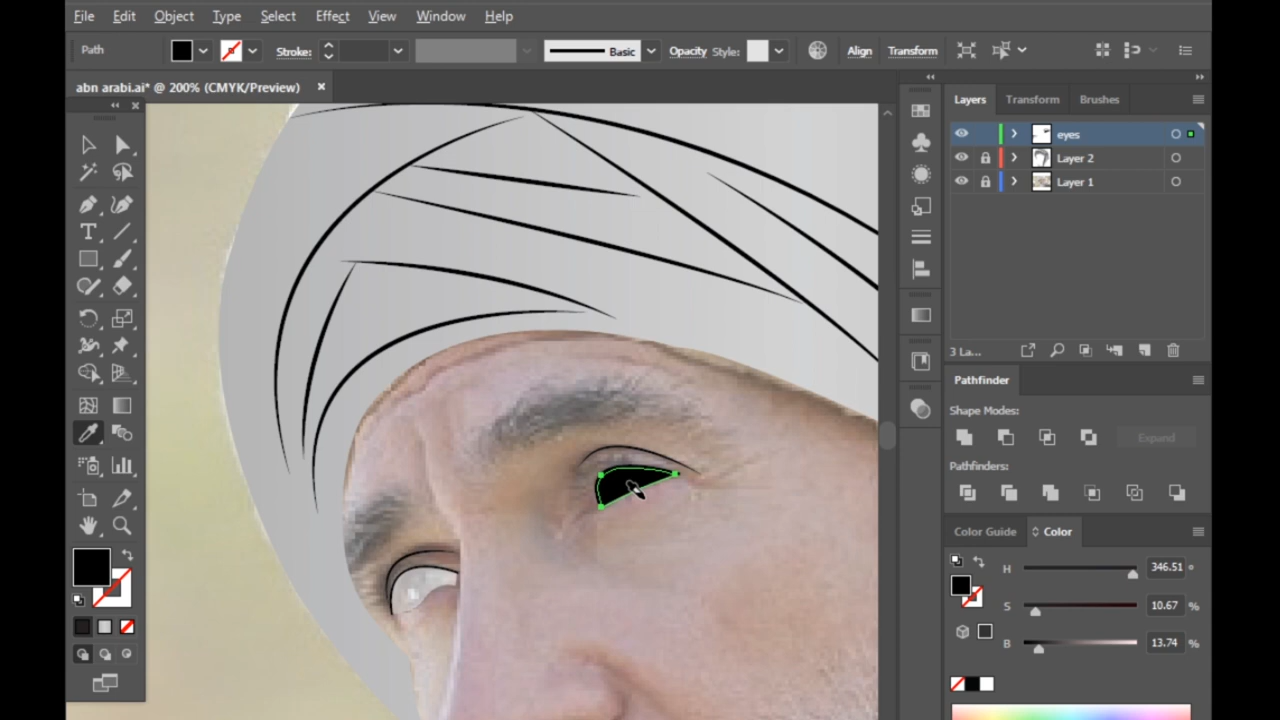 File Edit Object Type Select Effect View Window Help
Path Stroke: Basic Opacity Style: Align Transform
abn arabi.ai* @ 200% (CMYK/Preview)
Layers Transform Brushes
eyes
Layer 2
Layer 1
3 La...
Pathfinder
Shape Modes:
Expand
Pathfinders:
Color Guide Color
H 346.51 °
S 10.67 %
B 13.74 %